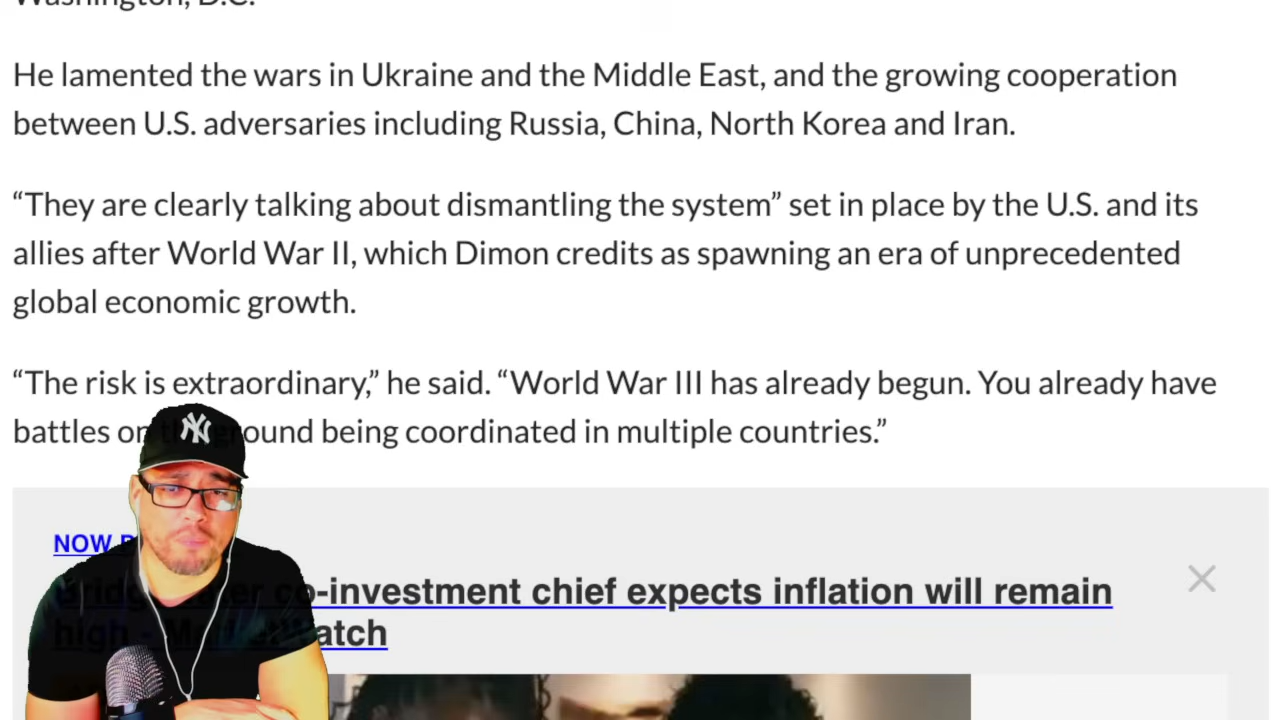 Washington, D.C.
He lamented the wars in Ukraine and the Middle East, and the growing cooperation
between U.S. adversaries including Russia, China, North Korea and Iran.
“They are clearly talking about dismantling the system” set in place by the U.S. and its
allies after World War II, which Dimon credits as spawning an era of unprecedented
global economic growth.
“The risk is extraordinary,” he said. “World War III has already begun. You already have
battles on the ground being coordinated in multiple countries.”
NY
NOW
co-investment chief expects inflation will remain
high - MarketWatch